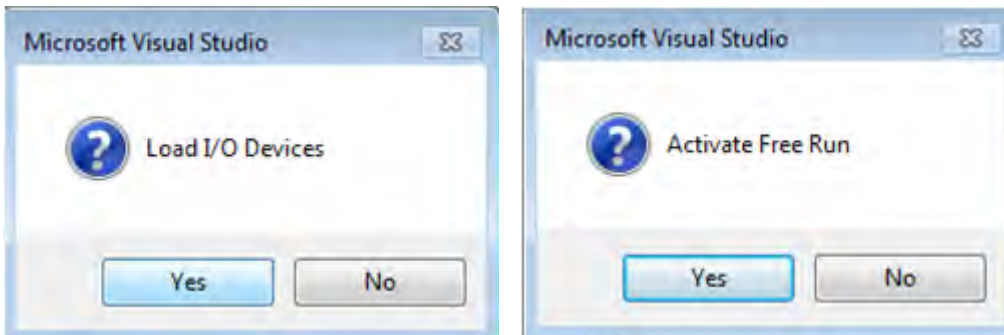 Microsoft Visual Studio
Load I/O Devices
Yes No
Microsoft Visual Studio
Activate Free Run
Yes No